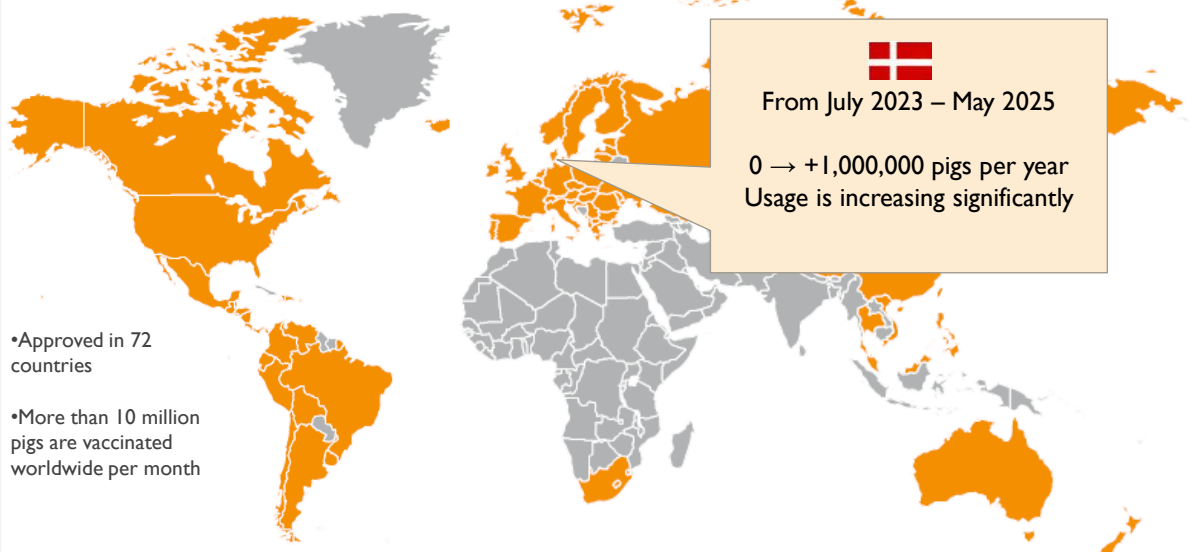 From July 2023 – May 2025
0 → +1,000,000 pigs per year
Usage is increasing significantly
•Approved in 72
countries
•More than 10 million
pigs are vaccinated
worldwide per month